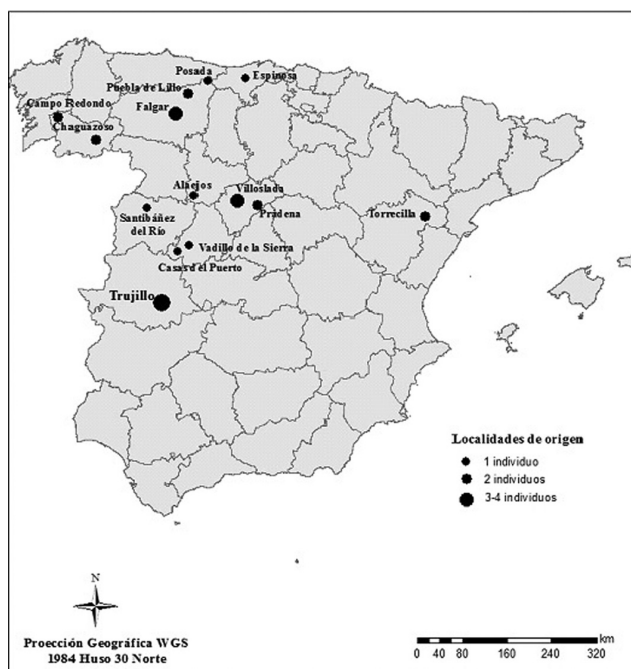 Posada
Espinosa
Puebla de Lillo
Campo Redondo
Falgar
Chaguazoso
Alaejos
Villoslada
Pradena
Torrecilla
Santibáñez
del Río
Vadillo de la Sierra
Casas del Puerto
Trujillo
Localidades de origen
1 individuo
2 individuos
3-4 individuos
N
Proección Geográfica WGS
1984 Huso 30 Norte
km
0 40 80 160 240 320